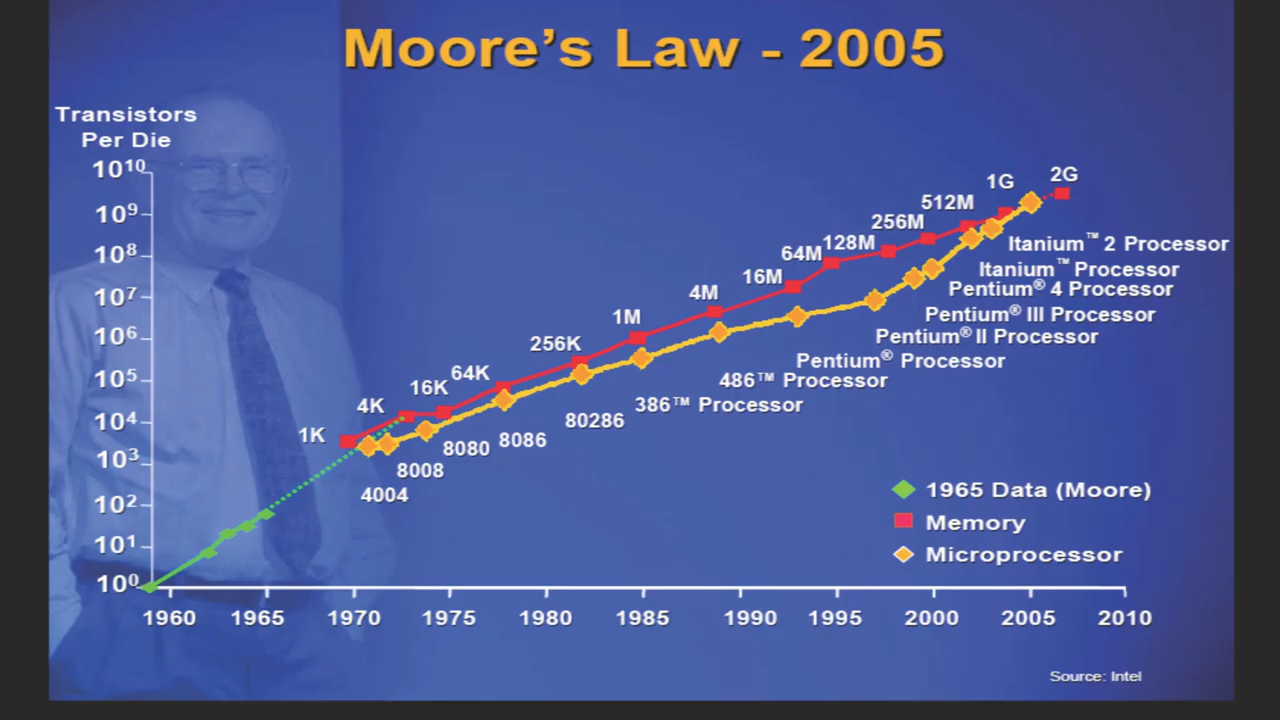 Moore's Law - 2005
Transistors
Per Die
10¹⁰
10⁹
10⁸
10⁷
10⁶
10⁵
10⁴
10³
10²
10¹
10⁰
1K
4K
16K
64K
256K
1M
4M
16M
64M
128M
256M
512M
1G
2G
4004
8008
8080
8086
80286
386™ Processor
486™ Processor
Pentium® Processor
Pentium® II Processor
Pentium® III Processor
Pentium® 4 Processor
Itanium™ Processor
Itanium™ 2 Processor
1965 Data (Moore)
Memory
Microprocessor
1960 1965 1970 1975 1980 1985 1990 1995 2000 2005 2010
Source: Intel